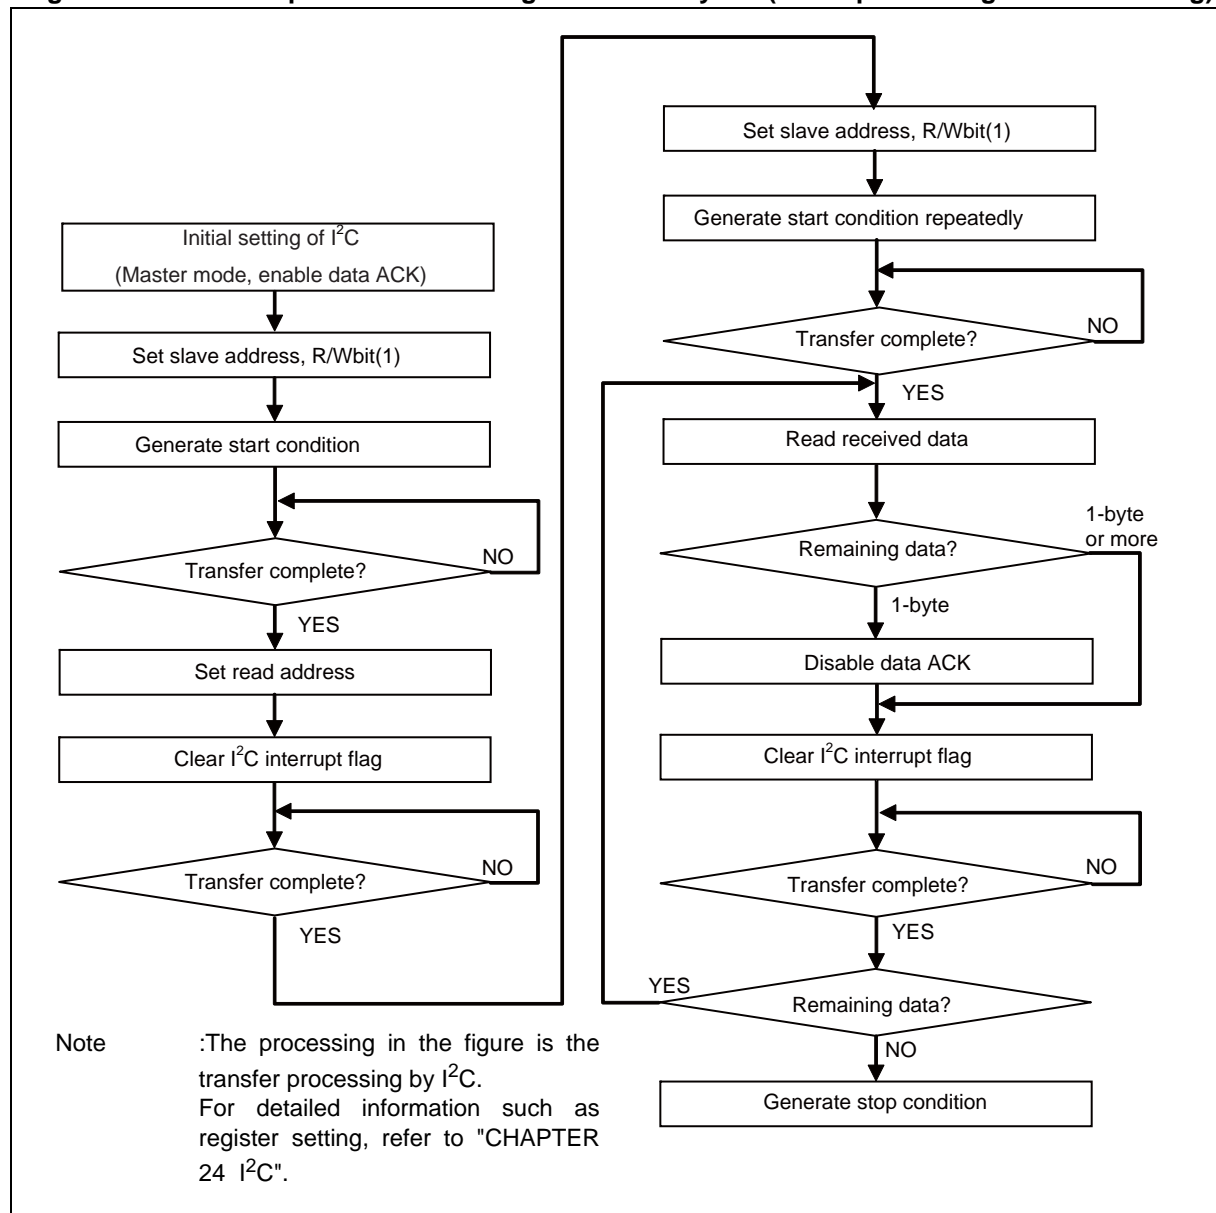 Initial setting of I²C
(Master mode, enable data ACK)
Set slave address, R/Wbit(1)
Generate start condition
Transfer complete?
NO
YES
Set read address
Clear I²C interrupt flag
Transfer complete?
NO
YES
Set slave address, R/Wbit(1)
Generate start condition repeatedly
Transfer complete?
NO
YES
Read received data
Remaining data?
1-byte
or more
1-byte
Disable data ACK
Clear I²C interrupt flag
Transfer complete?
NO
YES
Remaining data?
YES
NO
Generate stop condition
Note :The processing in the figure is the
transfer processing by I²C.
For detailed information such as
register setting, refer to "CHAPTER
24 I²C".